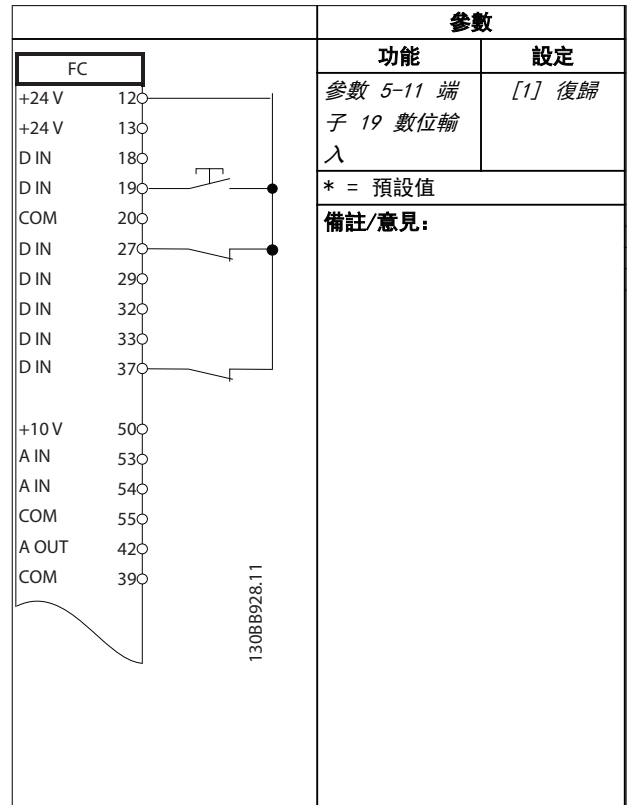 FC
+24 V 12
+24 V 13
D IN 18
D IN 19
COM 20
D IN 27
D IN 29
D IN 32
D IN 33
D IN 37
+10 V 50
A IN 53
A IN 54
COM 55
A OUT 42
COM 39
130BB928.11
參數
功能 設定
參數 5-11 端 [1] 復歸
子 19 數位輸
入
* = 預設值
備註/意見：